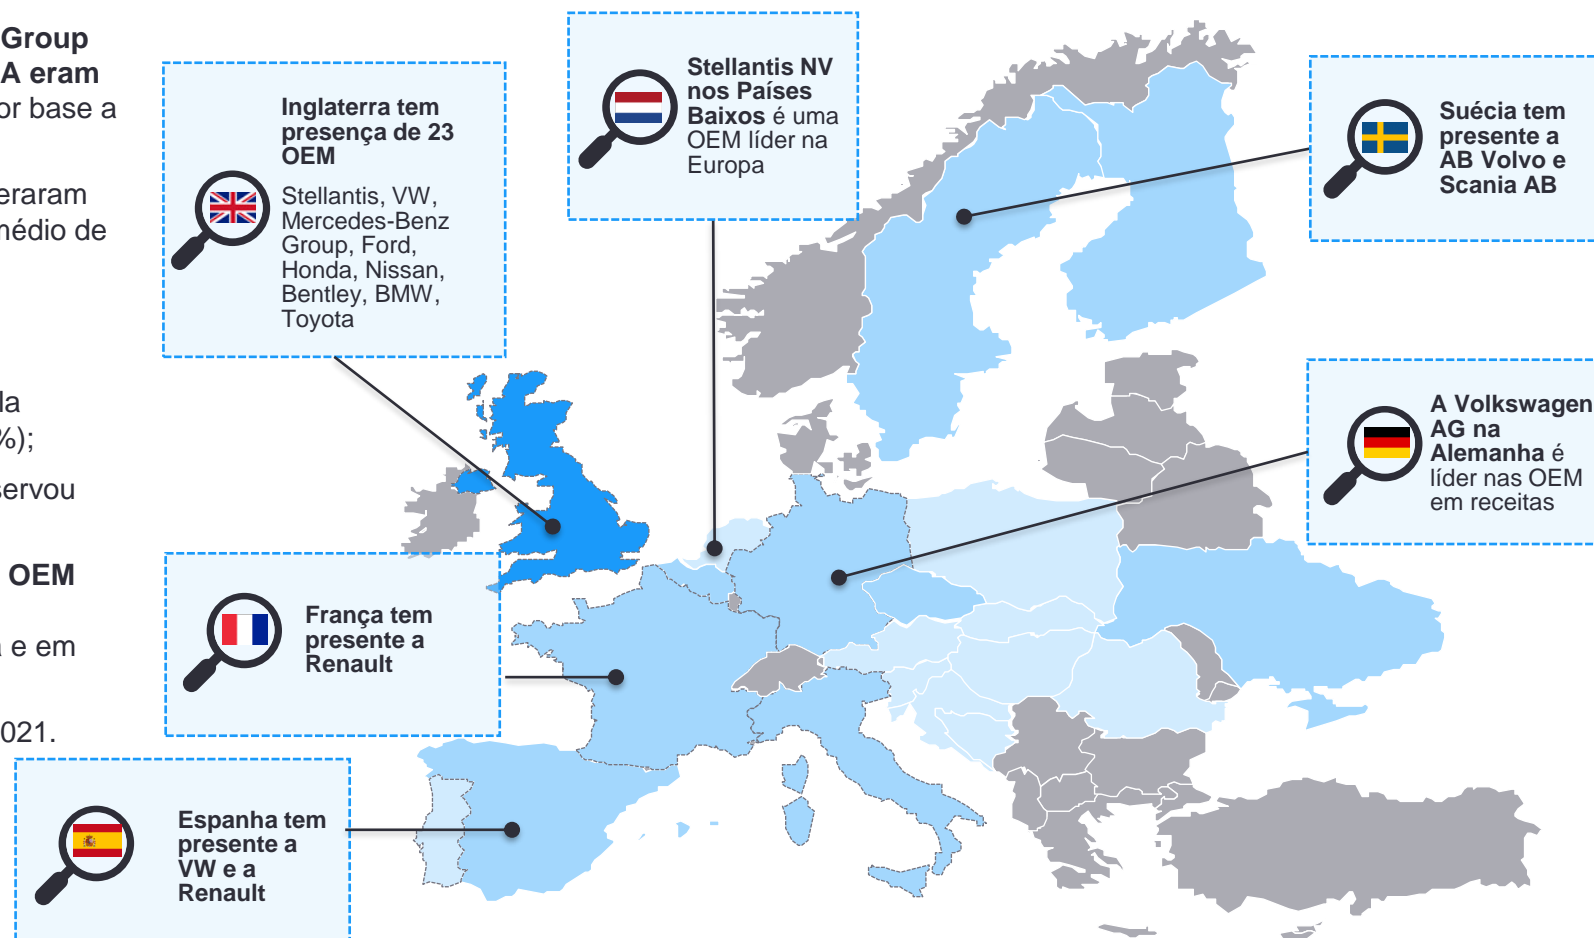 Group
A eram
or base a
eraram
médio de
la
%);
servou
OEM
a e em
021.
Inglaterra tem
presença de 23
OEM
Stellantis, VW,
Mercedes-Benz
Group, Ford,
Honda, Nissan,
Bentley, BMW,
Toyota
Stellantis NV
nos Países
Baixos é uma
OEM líder na
Europa
Suécia tem
presente a
AB Volvo e
Scania AB
A Volkswagen
AG na
Alemanha é
líder nas OEM
em receitas
França tem
presente a
Renault
Espanha tem
presente a
VW e a
Renault